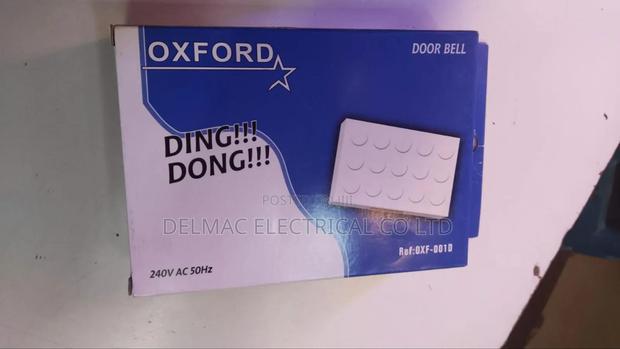 OXFORD
DOOR BELL
DING!!!
DONG!!!
DELMAC ELECTRICAL CO LTD
Ref:OXF-001D
240V AC 50Hz